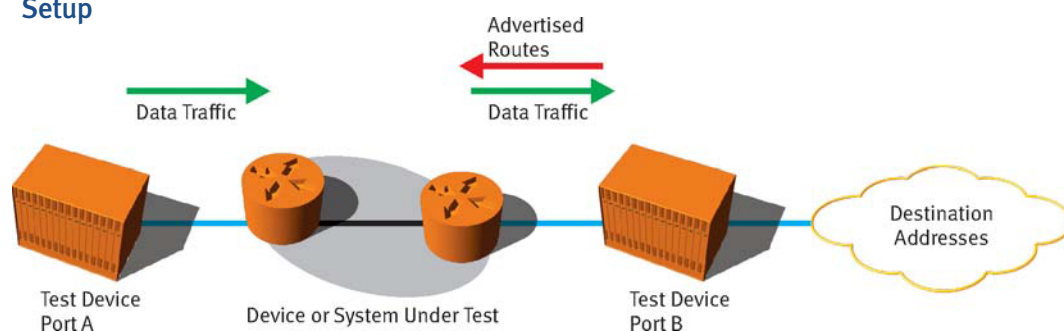 Setup
Advertised
Routes
Data Traffic
Data Traffic
Destination
Addresses
Test Device
Port A
Device or System Under Test
Test Device
Port B